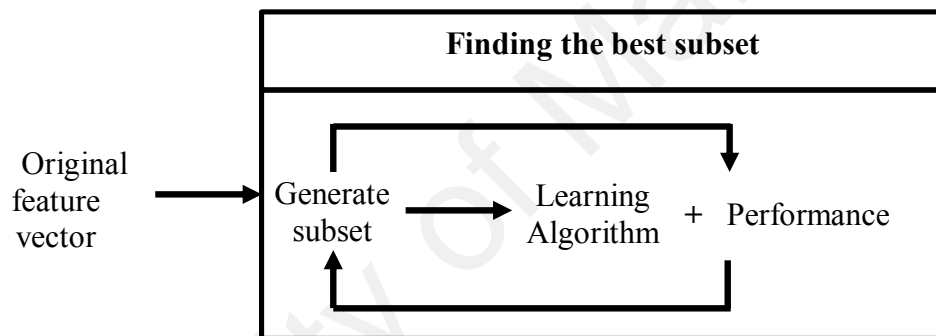 Finding the best subset
Original
feature
vector
Generate
subset
Learning
Algorithm
+
Performance